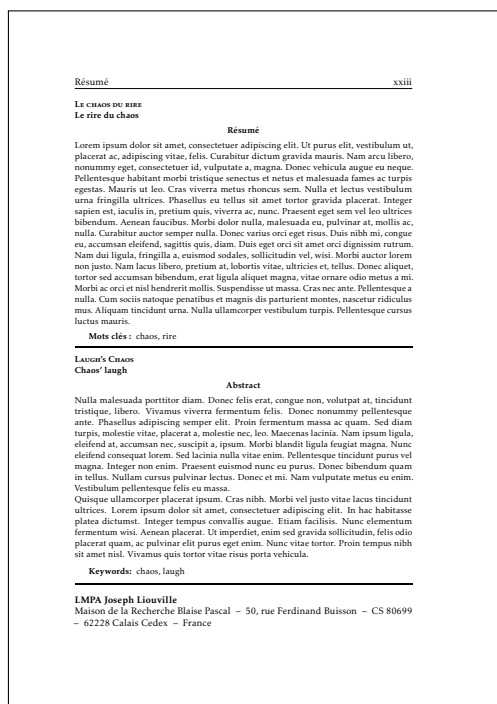 Résumé xxiii
Le chaos du rire
Le rire du chaos
Résumé
Lorem ipsum dolor sit amet, consectetuer adipiscing elit. Ut purus elit, vestibulum ut,
placerat ac, adipiscing vitae, felis. Curabitur dictum gravida mauris. Nam arcu libero,
nonummy eget, consectetuer id, vulputate a, magna. Donec vehicula augue eu neque.
Pellentesque habitant morbi tristique senectus et netus et malesuada fames ac turpis
egestas. Mauris ut leo. Cras viverra metus rhoncus sem. Nulla et lectus vestibulum
urna fringilla ultrices. Phasellus eu tellus sit amet tortor gravida placerat. Integer
sapien est, iaculis in, pretium quis, viverra ac, nunc. Praesent eget sem vel leo ultrices
bibendum. Aenean faucibus. Morbi dolor nulla, malesuada eu, pulvinar at, mollis ac,
nulla. Curabitur auctor semper nulla. Donec varius orci eget risus. Duis nibh mi, congue
eu, accumsan eleifend, sagittis quis, diam. Duis eget orci sit amet orci dignissim rutrum.
Nam dui ligula, fringilla a, euismod sodales, sollicitudin vel, wisi. Morbi auctor lorem
non justo. Nam lacus libero, pretium at, lobortis vitae, ultricies et, tellus. Donec aliquet,
tortor sed accumsan bibendum, erat ligula aliquet magna, vitae ornare odio metus a mi.
Morbi ac orci et nisl hendrerit mollis. Suspendisse ut massa. Cras nec ante. Pellentesque a
nulla. Cum sociis natoque penatibus et magnis dis parturient montes, nascetur ridiculus
mus. Aliquam tincidunt urna. Nulla ullamcorper vestibulum turpis. Pellentesque cursus
luctus mauris.
Mots clés : chaos, rire
Laugh's Chaos
Chaos' laugh
Abstract
Nulla malesuada porttitor diam. Donec felis erat, congue non, volutpat at, tincidunt
tristique, libero. Vivamus viverra fermentum felis. Donec nonummy pellentesque
ante. Phasellus adipiscing semper elit. Proin fermentum massa ac quam. Sed diam
turpis, molestie vitae, placerat a, molestie nec, leo. Maecenas lacinia. Nam ipsum ligula,
eleifend at, accumsan nec, suscipit a, ipsum. Morbi blandit ligula feugiat magna. Nunc
eleifend consequat lorem. Sed lacinia nulla vitae enim. Pellentesque tincidunt purus vel
magna. Integer non enim. Praesent euismod nunc eu purus. Donec bibendum quam
in tellus. Nullam cursus pulvinar lectus. Donec et mi. Nam vulputate metus eu enim.
Vestibulum pellentesque felis eu massa.
Quisque ullamcorper placerat ipsum. Cras nibh. Morbi vel justo vitae lacus tincidunt
ultrices. Lorem ipsum dolor sit amet, consectetuer adipiscing elit. In hac habitasse
platea dictumst. Integer tempus convallis augue. Etiam facilisis. Nunc elementum
fermentum wisi. Aenean placerat. Ut imperdiet, enim sed gravida sollicitudin, felis odio
placerat quam, ac pulvinar elit purus eget enim. Nunc vitae tortor. Proin tempus nibh
sit amet nisl. Vivamus quis tortor vitae risus porta vehicula.
Keywords: chaos, laugh
LMPA Joseph Liouville
Maison de la Recherche Blaise Pascal – 50, rue Ferdinand Buisson – CS 80699
– 62228 Calais Cedex – France